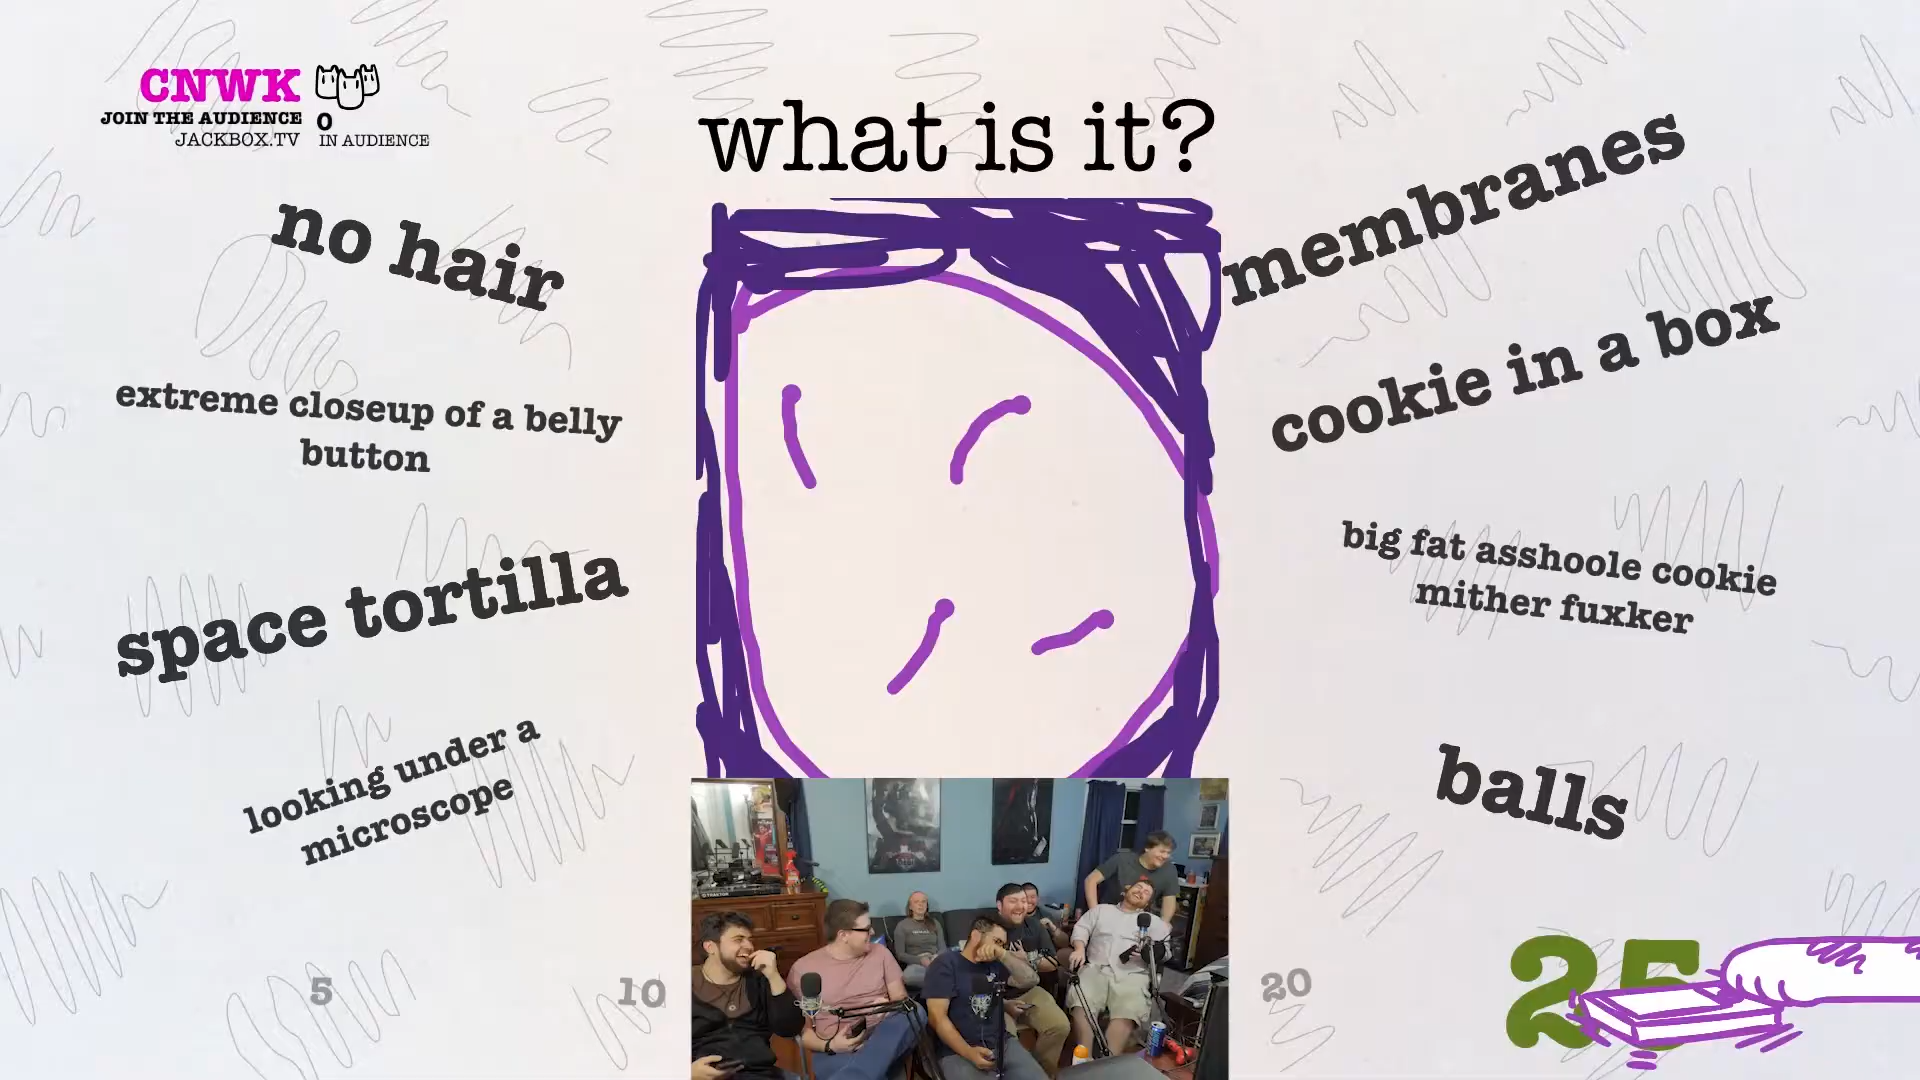 CNWK
JOIN THE AUDIENCE
JACKBOX.TV
0
IN AUDIENCE
what is it?
no hair
extreme closeup of a belly
button
space tortilla
looking under a
microscope
membranes
cookie in a box
big fat asshoole cookie
mither fuxker
balls
5
10
20
25